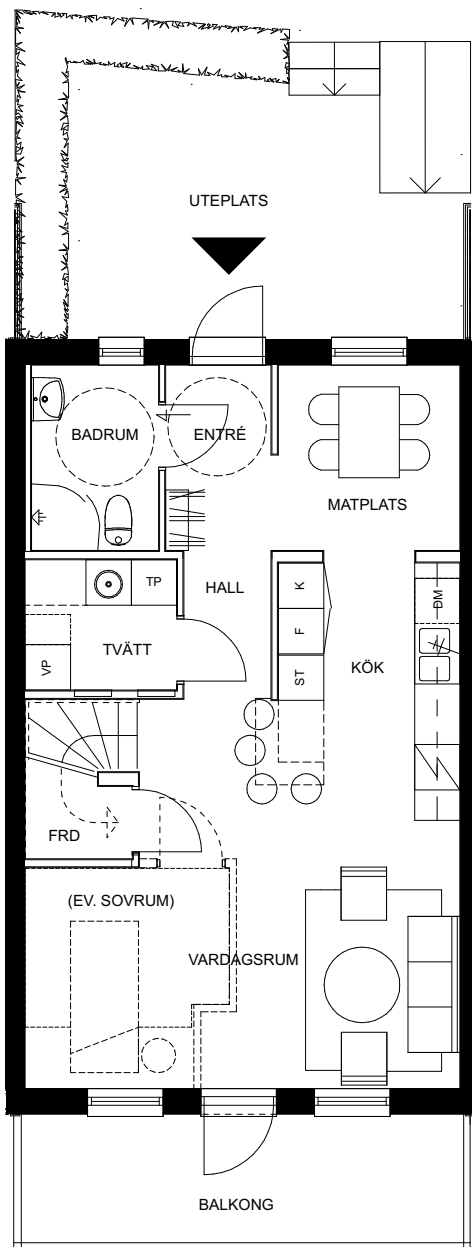 UTEPLATS
BADRUM
ENTRÉ
MATPLATS
HALL
K
TP
DM
F
TVÄTT
KÖK
VP
ST
FRD
(EV. SOVRUM)
VARDAGSRUM
BALKONG